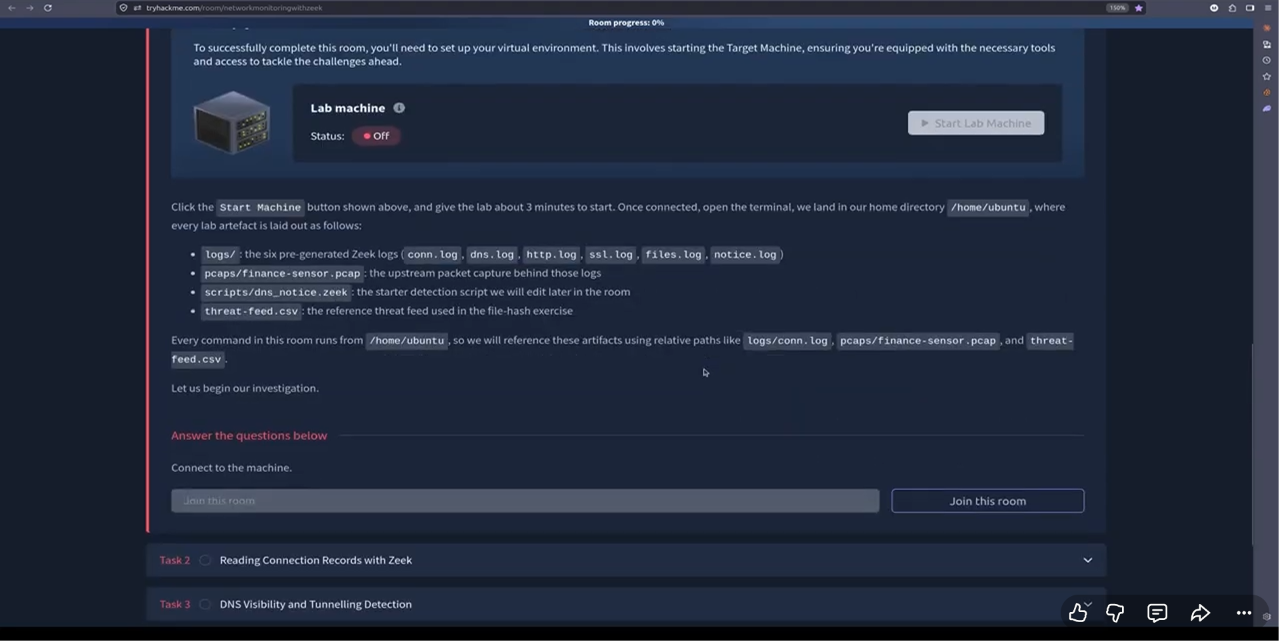 tryhackme.com/room/networkmonitoringwithzeek
150%
Room progress: 0%
To successfully complete this room, you'll need to set up your virtual environment. This involves starting the Target Machine, ensuring you're equipped with the necessary tools
and access to tackle the challenges ahead.
Lab machine
Status: Off
Start Lab Machine
Click the Start Machine button shown above, and give the lab about 3 minutes to start. Once connected, open the terminal, we land in our home directory /home/ubuntu, where
every lab artefact is laid out as follows:
logs/ : the six pre-generated Zeek logs ( conn.log, dns.log, http.log, ssl.log, files.log, notice.log )
pcaps/finance-sensor.pcap : the upstream packet capture behind those logs
scripts/dns_notice.zeek : the starter detection script we will edit later in the room
threat-feed.csv : the reference threat feed used in the file-hash exercise
Every command in this room runs from /home/ubuntu, so we will reference these artifacts using relative paths like logs/conn.log, pcaps/finance-sensor.pcap, and threat-
feed.csv.
Let us begin our investigation.
Answer the questions below
Connect to the machine.
Join this room
Join this room
Task 2 Reading Connection Records with Zeek
Task 3 DNS Visibility and Tunnelling Detection